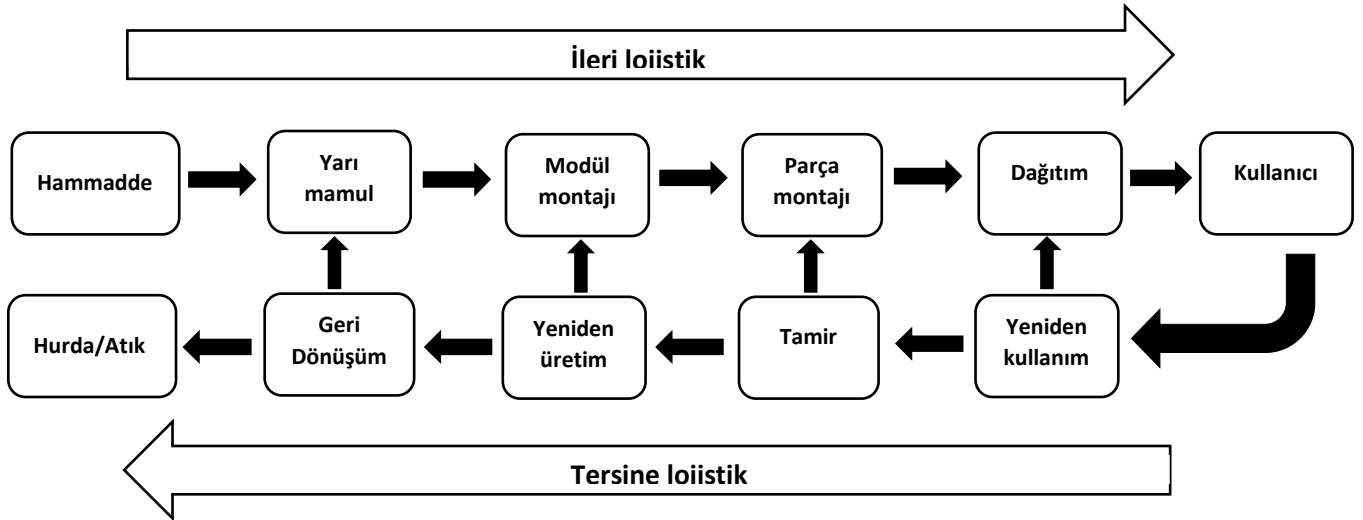 İleri lojistik
Hammadde
Yarı
mamul
Modül
montajı
Parça
montajı
Dağıtım
Kullanıcı
Hurda/Atık
Geri
Dönüşüm
Yeniden
üretim
Tamir
Yeniden
kullanım
Tersine lojistik